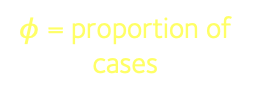 ϕ = proportion of
cases